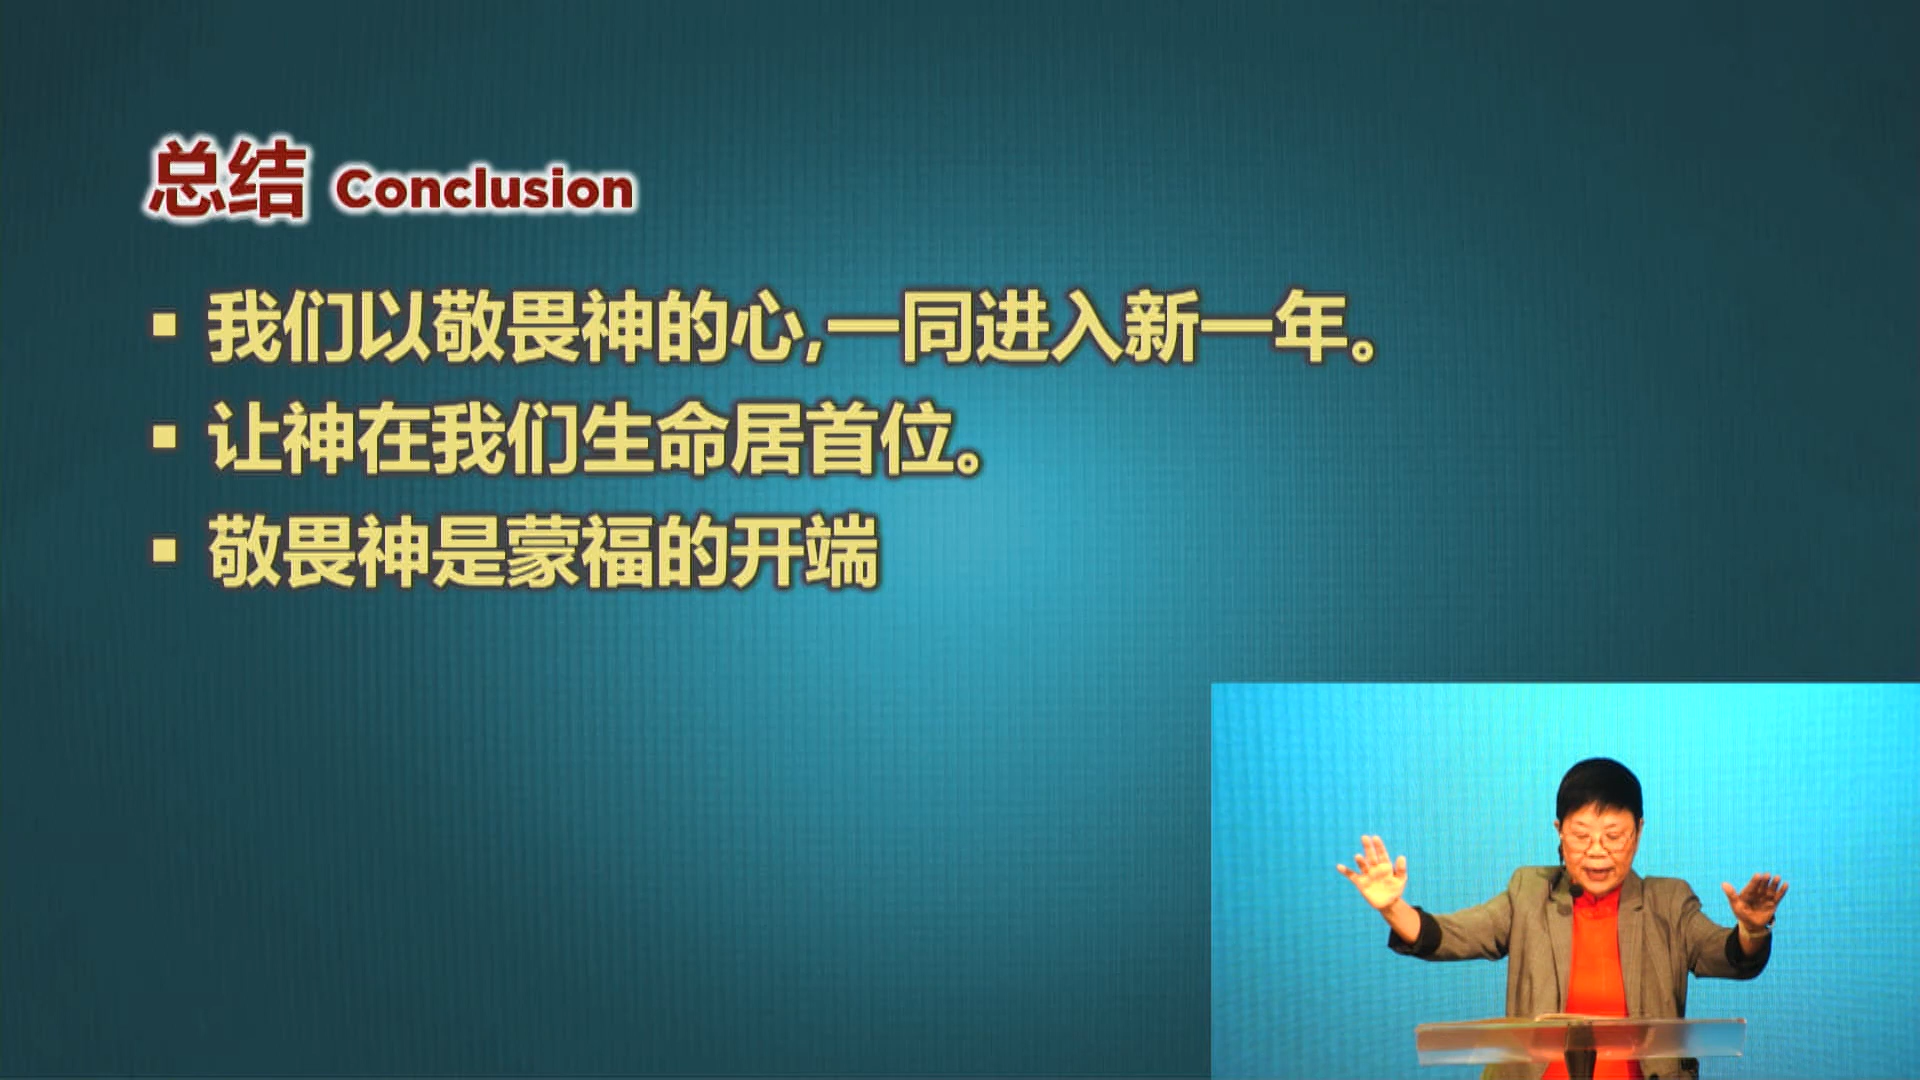 总结 Conclusion
▪ 我们以敬畏神的心,一同进入新一年。
▪ 让神在我们生命居首位。
▪ 敬畏神是蒙福的开端